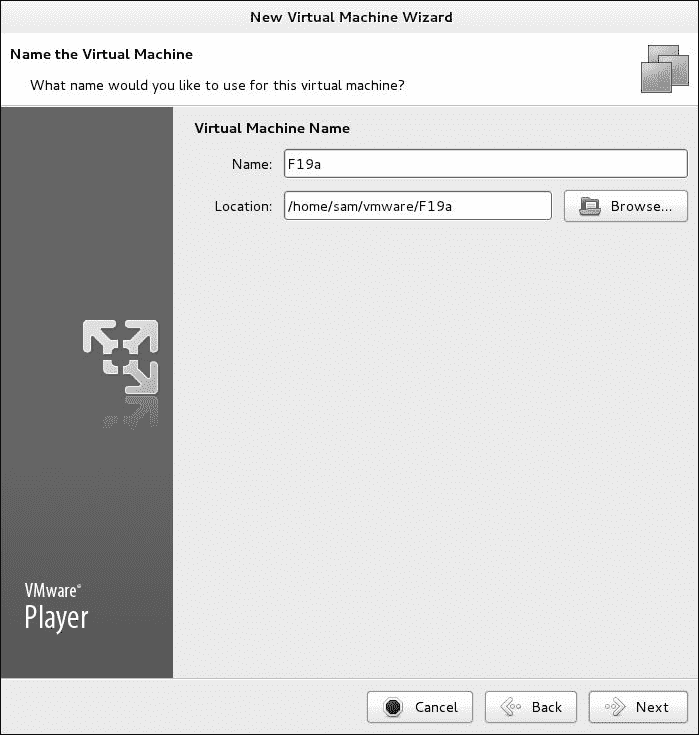 New Virtual Machine Wizard
Name the Virtual Machine
What name would you like to use for this virtual machine?
Virtual Machine Name
Name: F19a
Location: /home/sam/vmware/F19a Browse...
VMware®
Player
Cancel Back Next